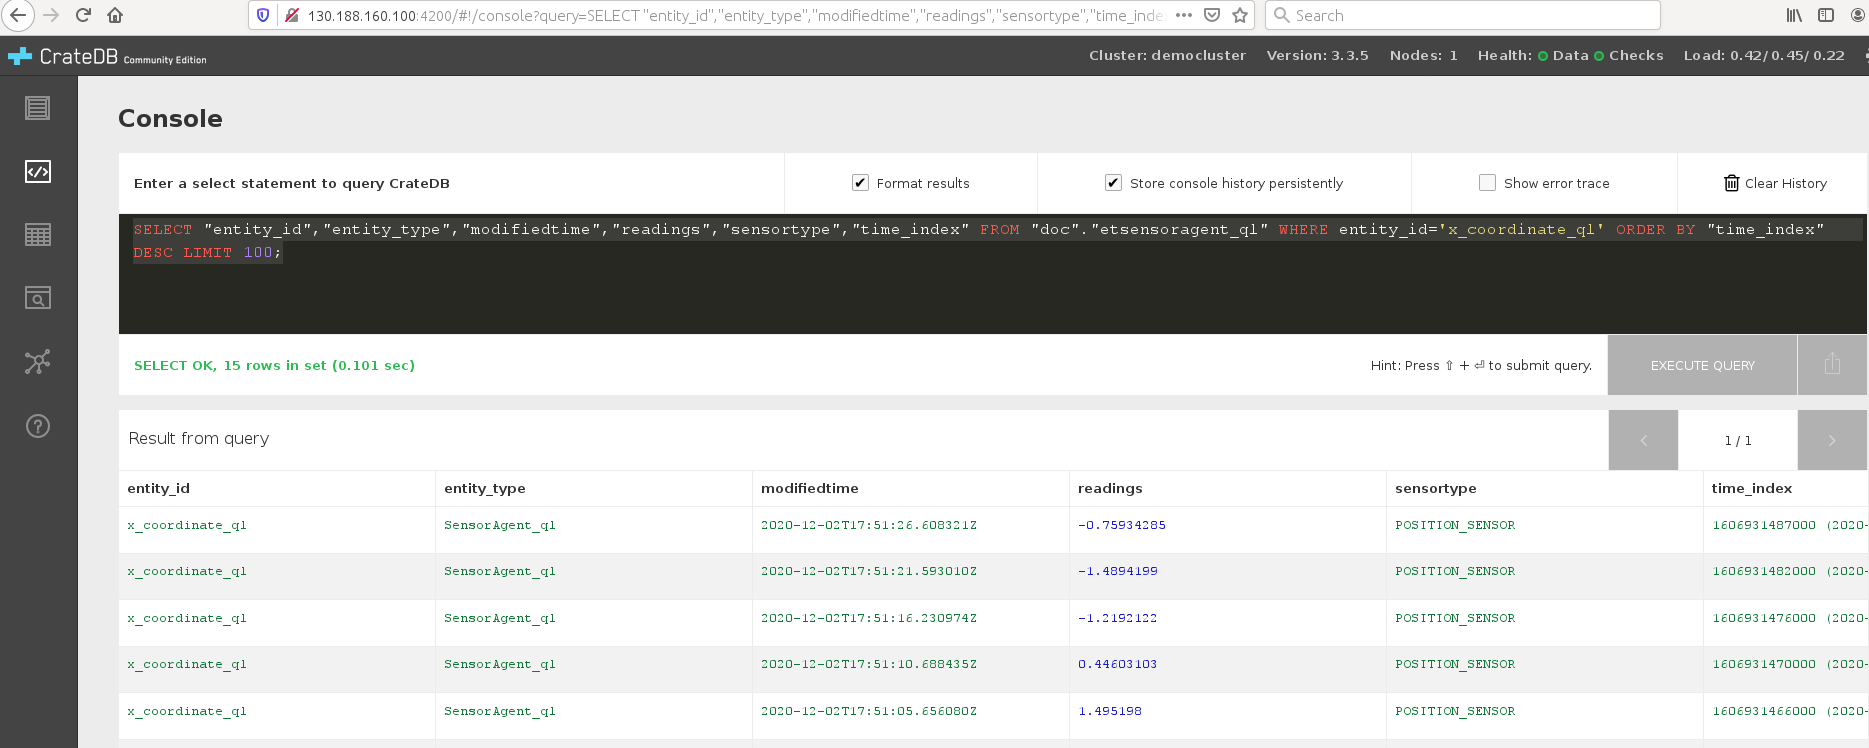 130.188.160.100:4200/#!/console?query=SELECT "entity_id","entity_type","modifiedtime","readings","sensortype","time_inde
Search
CrateDB Community Edition
Cluster: democluster Version: 3.3.5 Nodes: 1 Health: Data Checks Load: 0.42/0.45/0.22
Console
Enter a select statement to query CrateDB
Format results
Store console history persistently
Show error trace
Clear History
SELECT "entity_id","entity_type","modifiedtime","readings","sensortype","time_index" FROM "doc"."etsensoragent_ql" WHERE entity_id='x_coordinate_ql' ORDER BY "time_index"
DESC LIMIT 100;
SELECT OK, 15 rows in set (0.101 sec)
Hint: Press ⇧ + ⏎ to submit query.
EXECUTE QUERY
Result from query
1 / 1
entity_id entity_type modifiedtime readings sensortype time_index
x_coordinate_ql SensorAgent_ql 2020-12-02T17:51:26.608321Z -0.75934285 POSITION_SENSOR 1606931487000 (2020-
x_coordinate_ql SensorAgent_ql 2020-12-02T17:51:21.593010Z -1.4894199 POSITION_SENSOR 1606931482000 (2020-
x_coordinate_ql SensorAgent_ql 2020-12-02T17:51:16.230974Z -1.2192122 POSITION_SENSOR 1606931476000 (2020-
x_coordinate_ql SensorAgent_ql 2020-12-02T17:51:10.688435Z 0.44603103 POSITION_SENSOR 1606931470000 (2020-
x_coordinate_ql SensorAgent_ql 2020-12-02T17:51:05.656080Z 1.495198 POSITION_SENSOR 1606931466000 (2020-